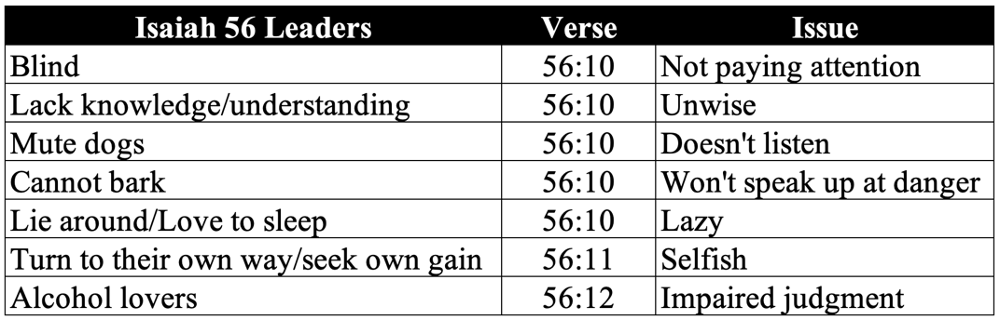 Isaiah 56 Leaders Verse Issue
Blind 56:10 Not paying attention
Lack knowledge/understanding 56:10 Unwise
Mute dogs 56:10 Doesn't listen
Cannot bark 56:10 Won't speak up at danger
Lie around/Love to sleep 56:10 Lazy
Turn to their own way/seek own gain 56:11 Selfish
Alcohol lovers 56:12 Impaired judgment